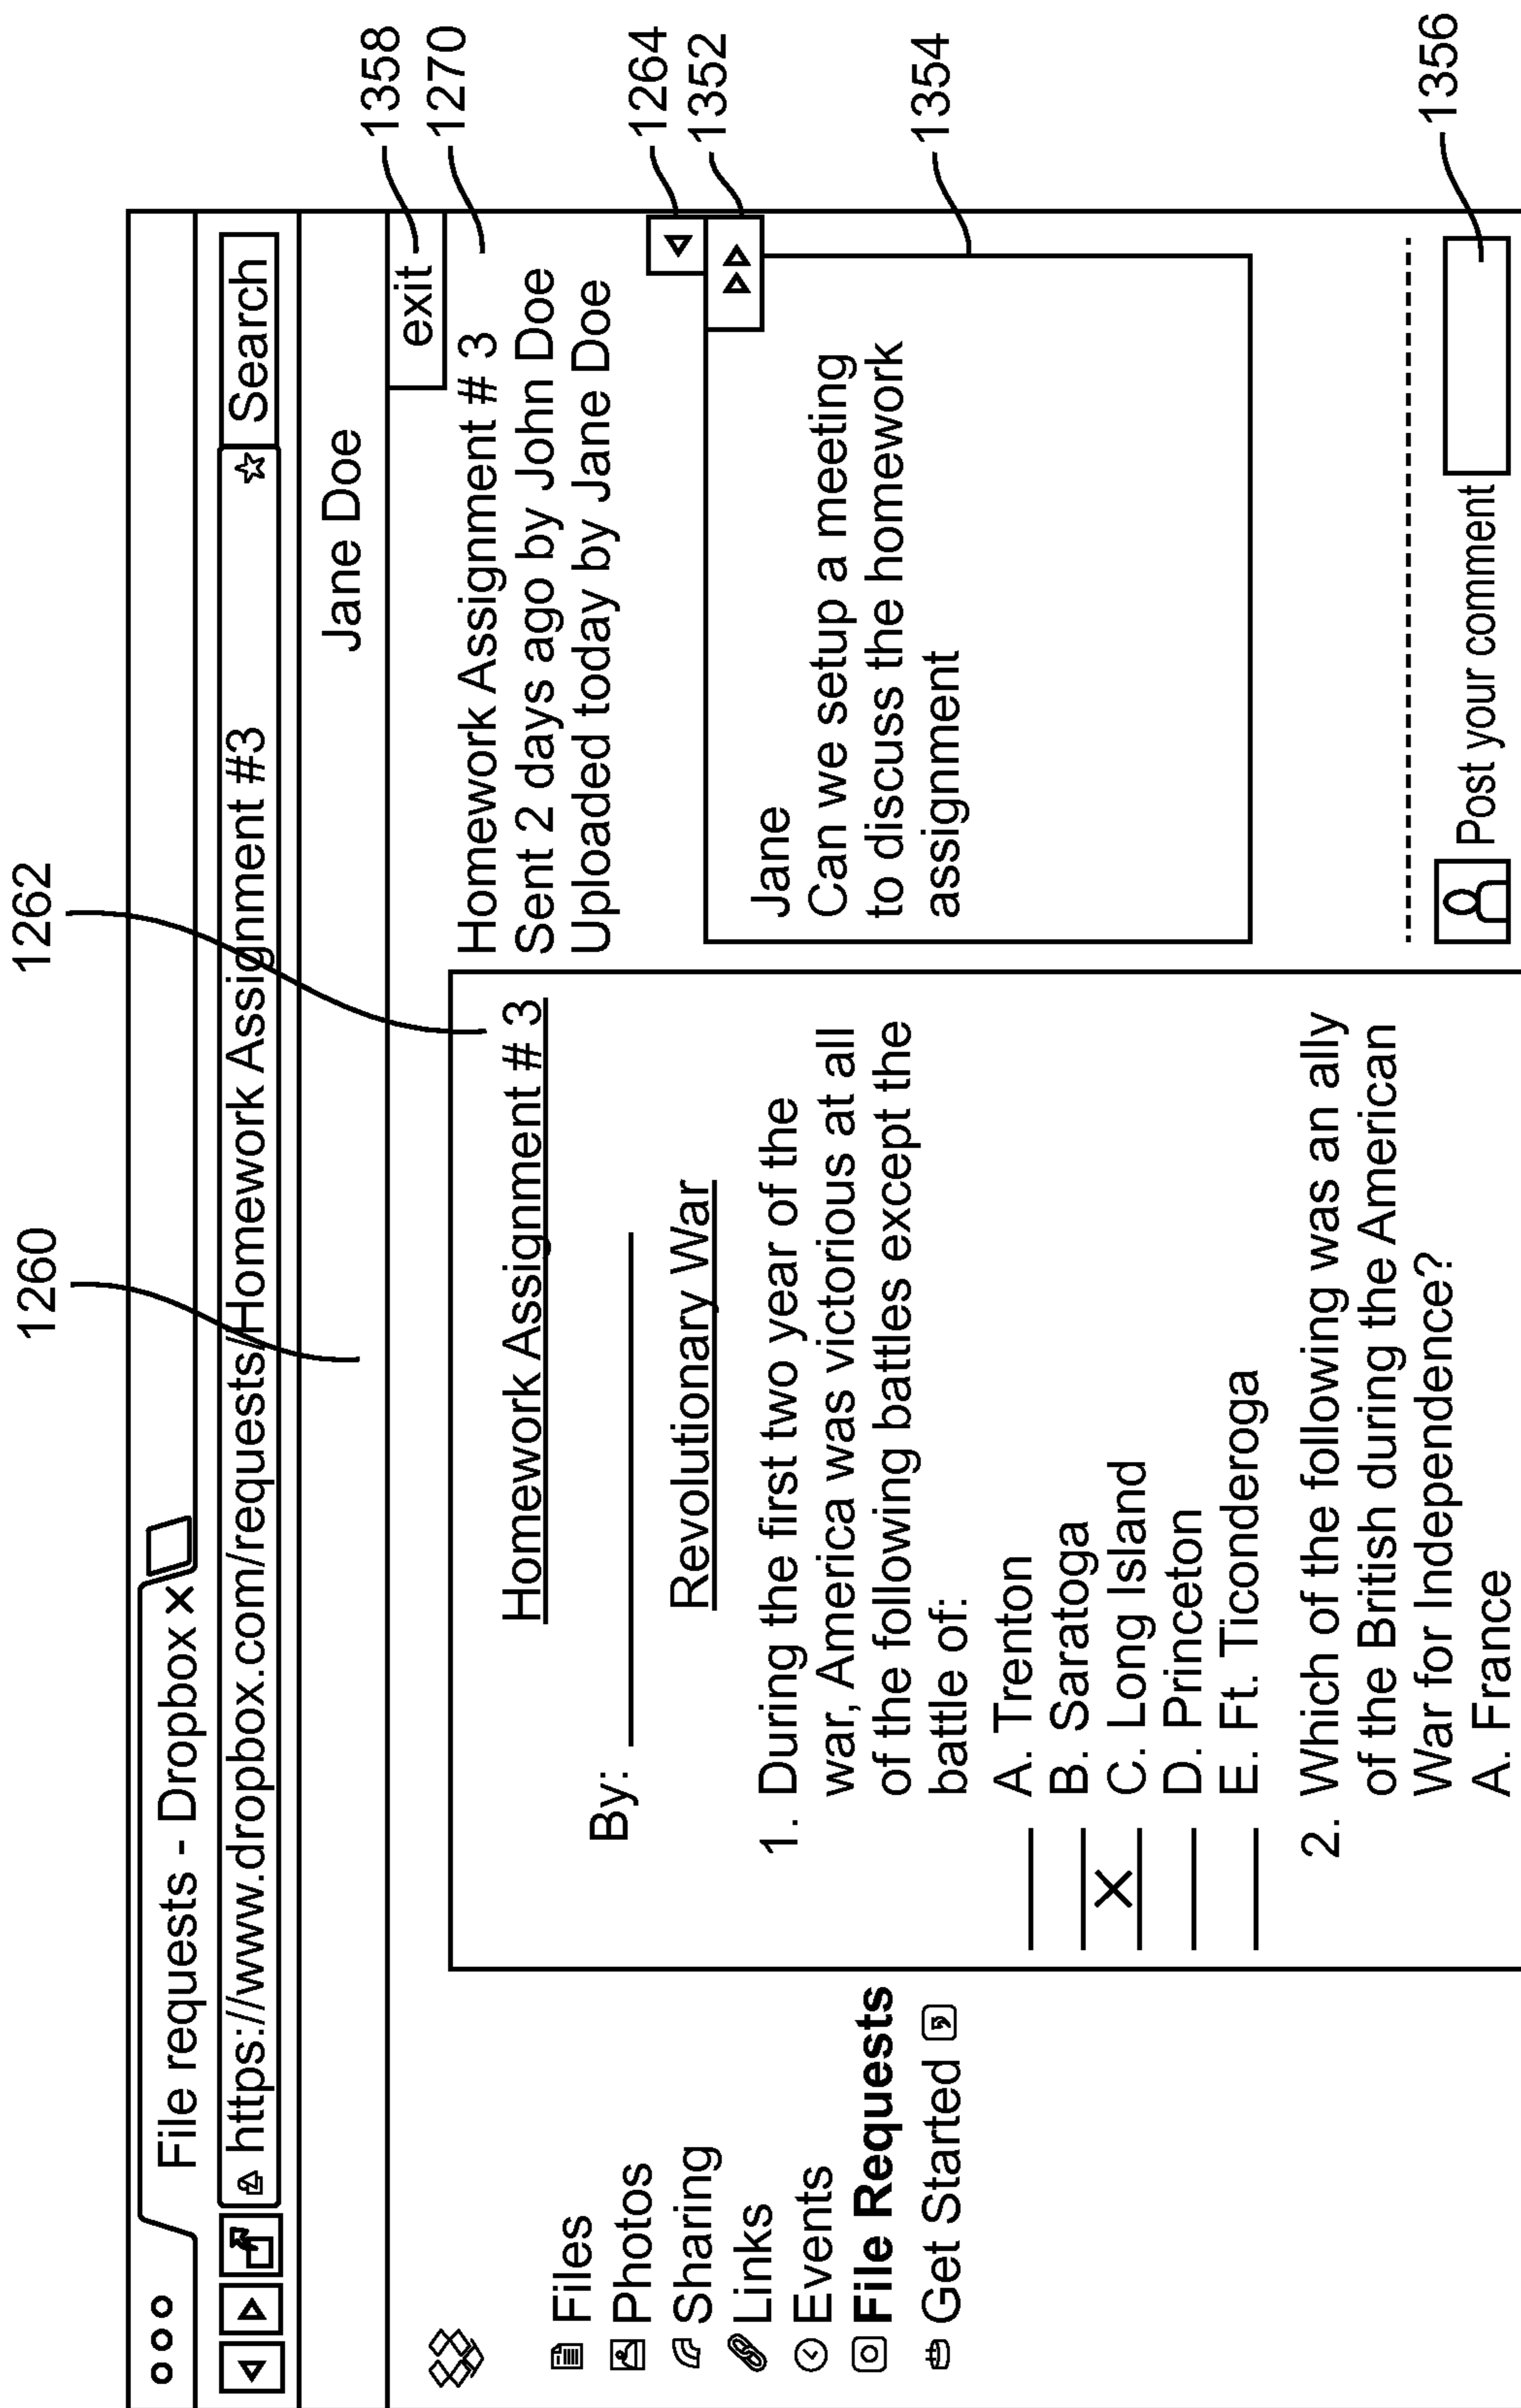 1260
1262
File requests - Dropbox X
https://www.dropbox.com/requests/Homework Assignment #3
Search
Jane Doe
exit
1358
1270
Files
Photos
Sharing
Links
Events
File Requests
Get Started
Homework Assignment # 3
By:
Revolutionary War
1. During the first two year of the
war, America was victorious at all
of the following battles except the
battle of:
A. Trenton
B. Saratoga
X C. Long Island
D. Princeton
E. Ft. Ticonderoga
2. Which of the following was an ally
of the British during the American
War for Independence?
A. France
Homework Assignment # 3
Sent 2 days ago by John Doe
Uploaded today by Jane Doe
1264
1352
Jane
Can we setup a meeting
to discuss the homework
assignment
1354
Post your comment
1356